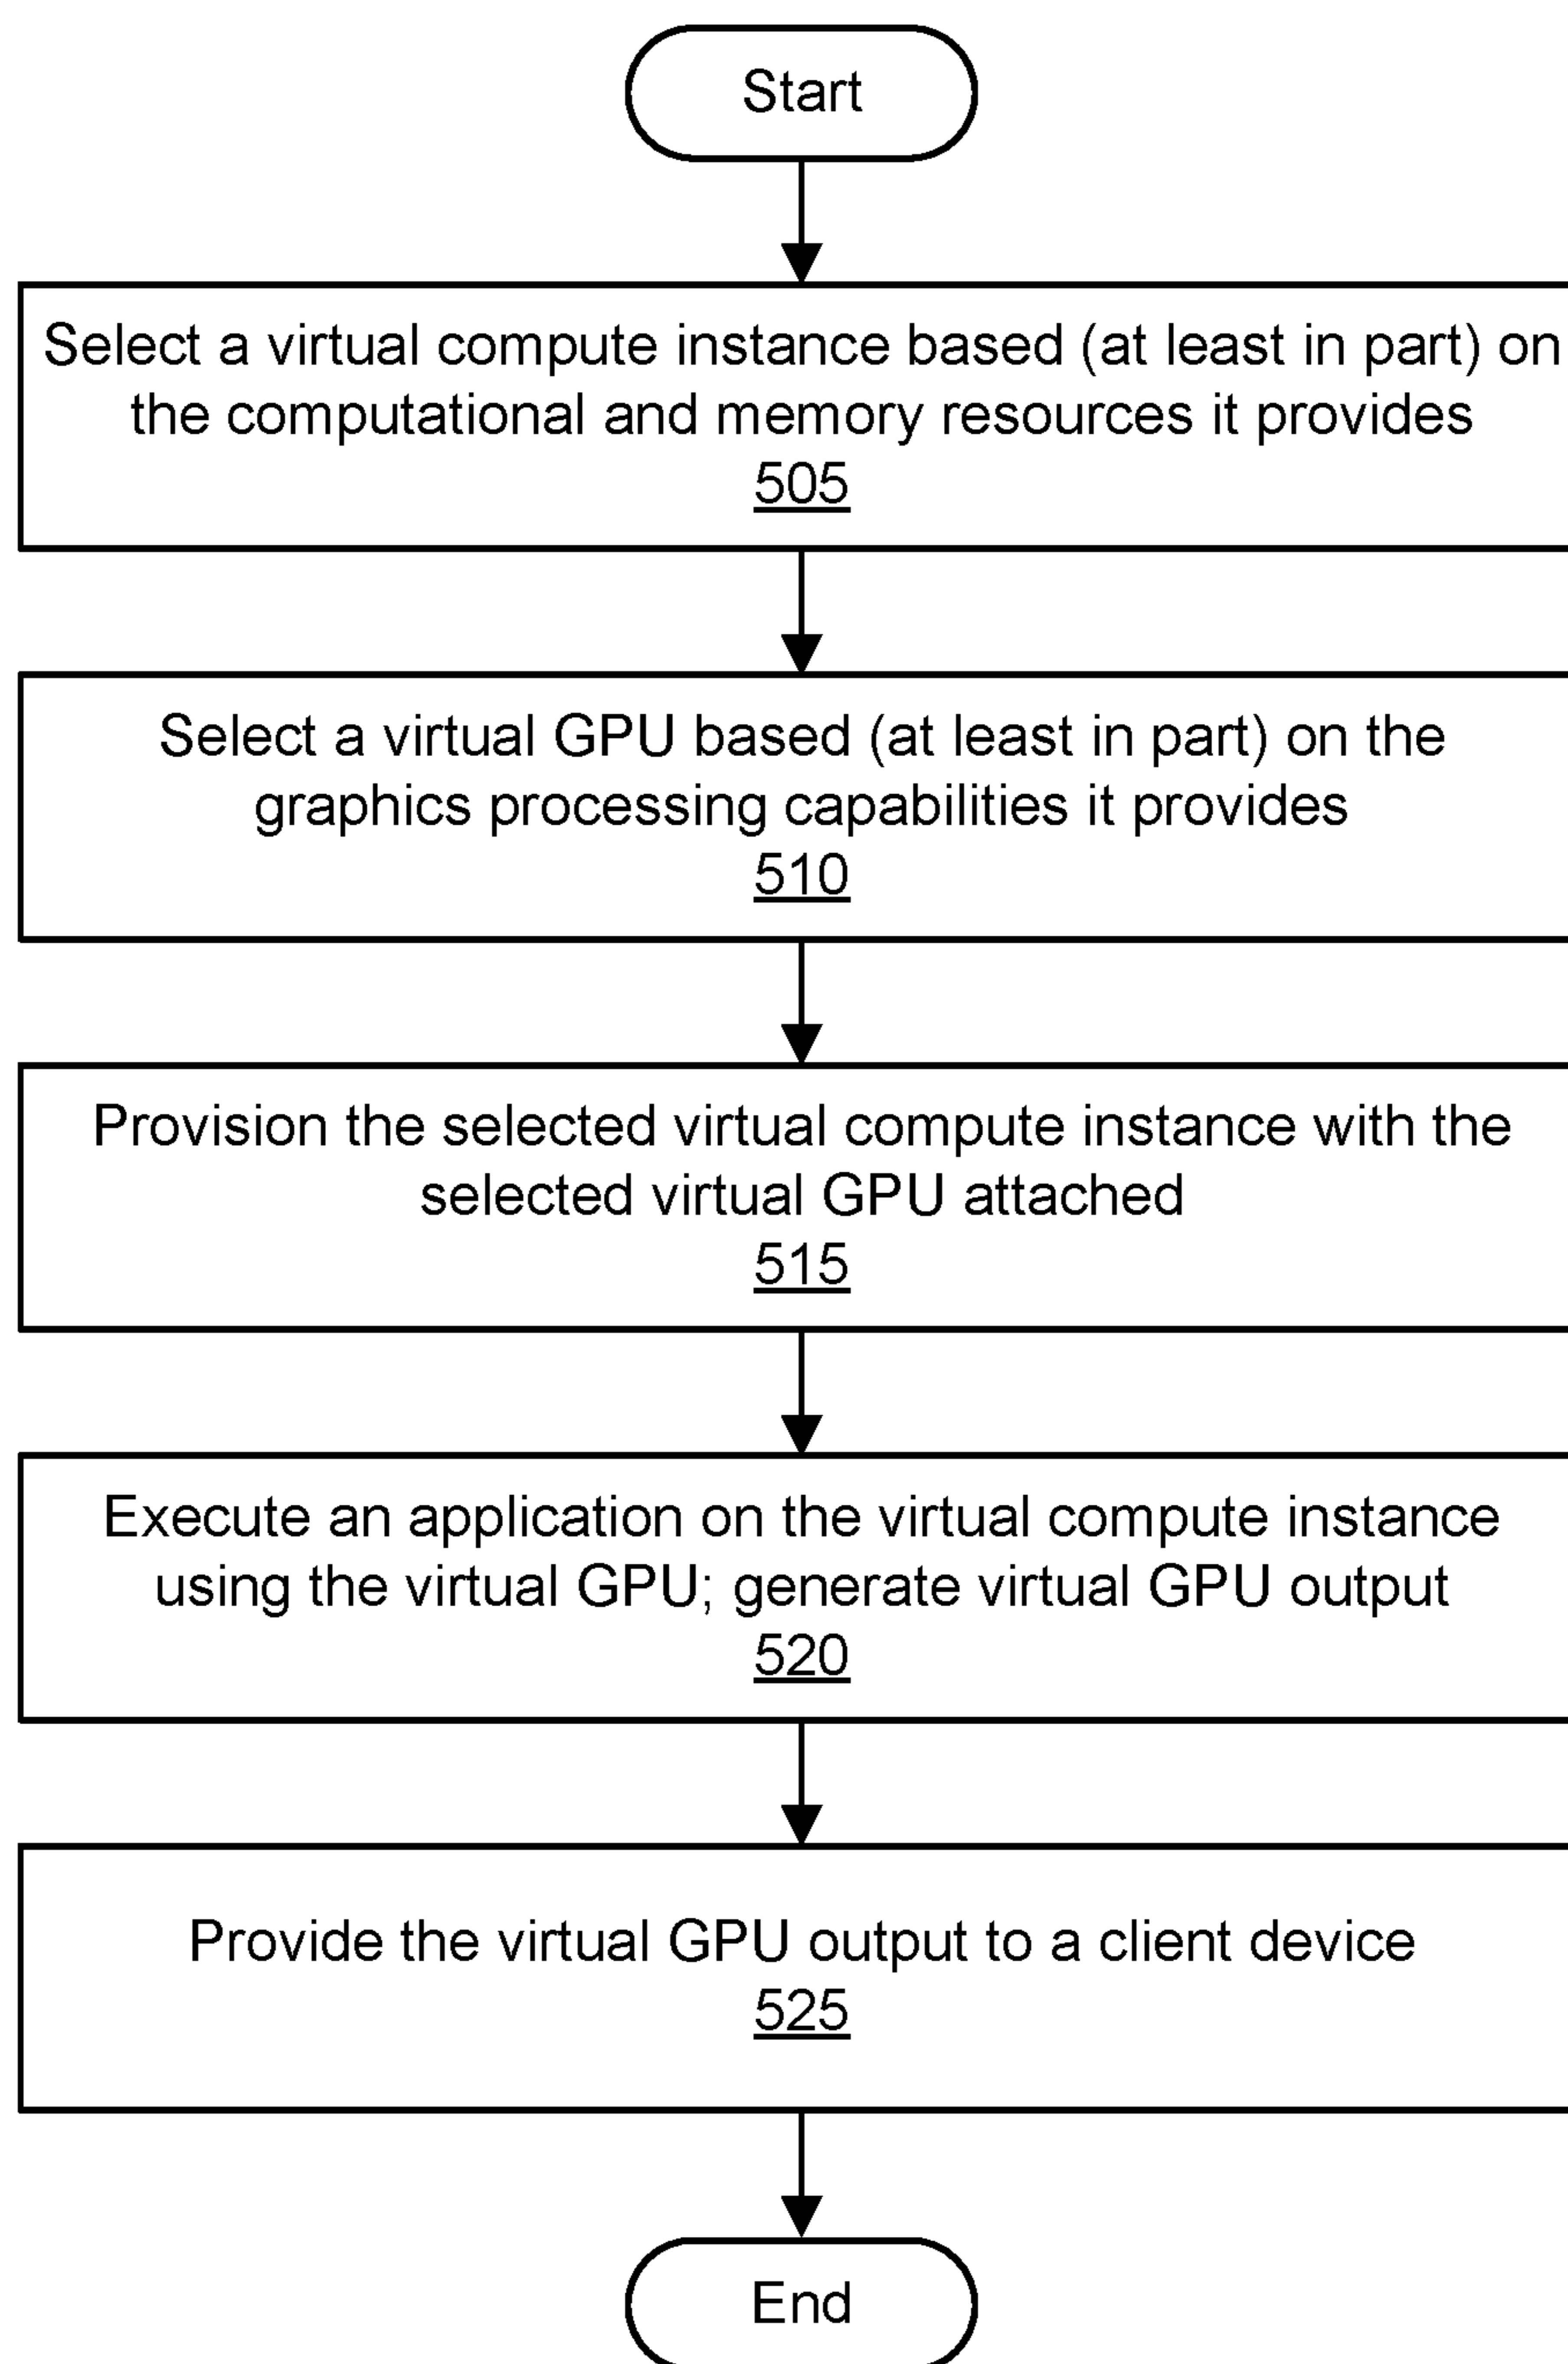 Start
Select a virtual compute instance based (at least in part) on
the computational and memory resources it provides
505
Select a virtual GPU based (at least in part) on the
graphics processing capabilities it provides
510
Provision the selected virtual compute instance with the
selected virtual GPU attached
515
Execute an application on the virtual compute instance
using the virtual GPU; generate virtual GPU output
520
Provide the virtual GPU output to a client device
525
End